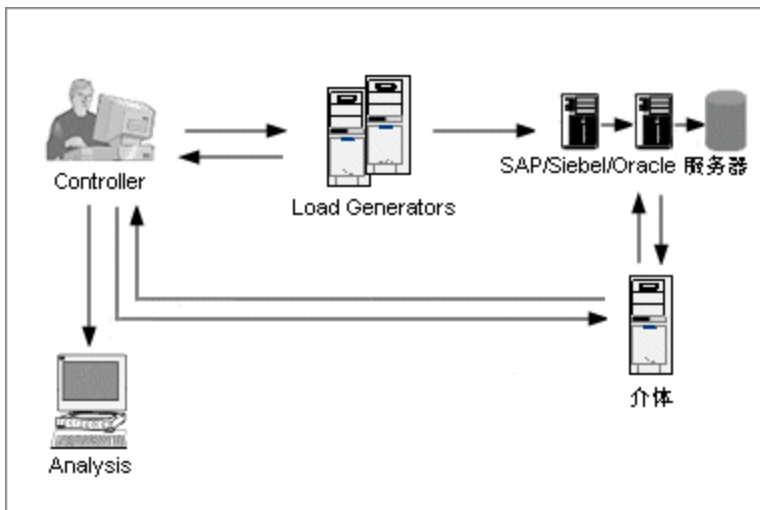 Controller
Load Generators
SAP/Siebel/Oracle 服务器
介体
Analysis